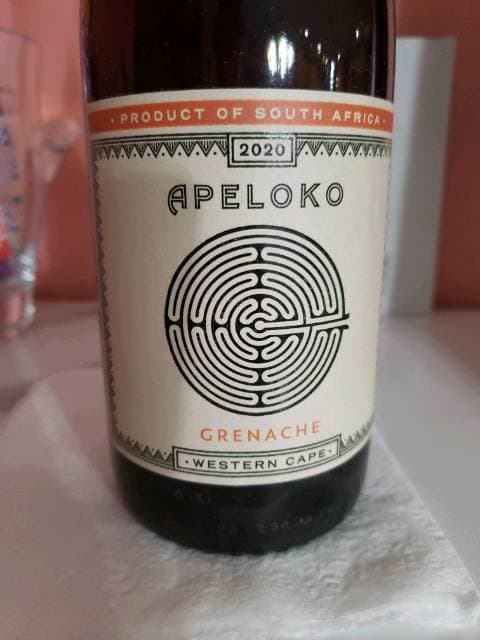 · PRODUCT OF SOUTH AFRICA ·
2020
APELOKO
GRENACHE
· WESTERN CAPE ·